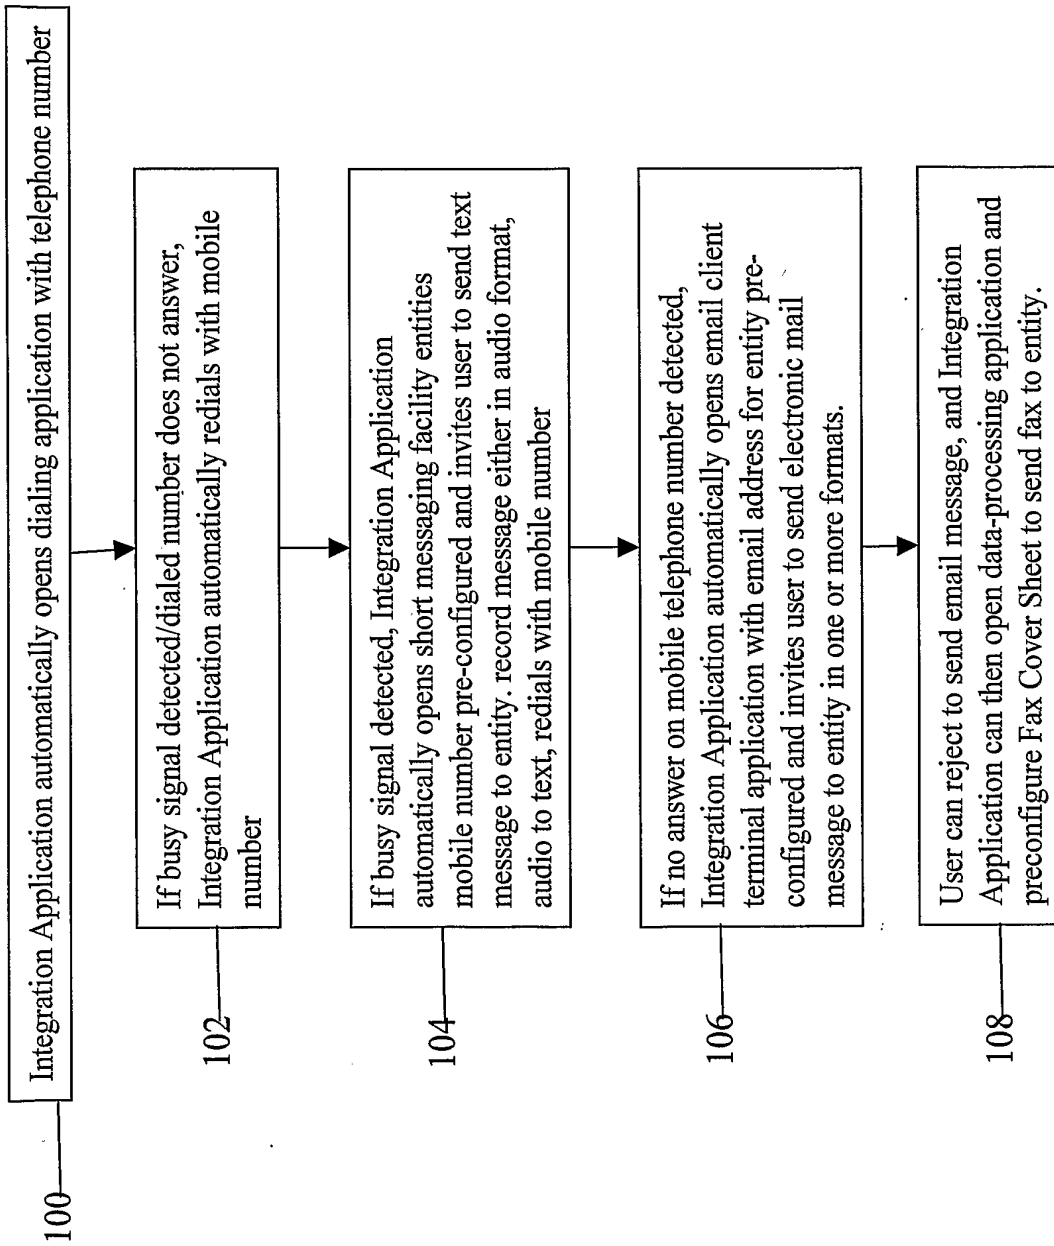 100
Integration Application automatically opens dialing application with telephone number
102
If busy signal detected/dialed number does not answer,
Integration Application automatically redials with mobile
number
104
If busy signal detected, Integration Application
automatically opens short messaging facility entities
mobile number pre-configured and invites user to send text
message to entity. record message either in audio format,
audio to text, redials with mobile number
106
If no answer on mobile telephone number detected,
Integration Application automatically opens email client
terminal application with email address for entity pre-
configured and invites user to send electronic mail
message to entity in one or more formats.
108
User can reject to send email message, and Integration
Application can then open data-processing application and
preconfigure Fax Cover Sheet to send fax to entity.